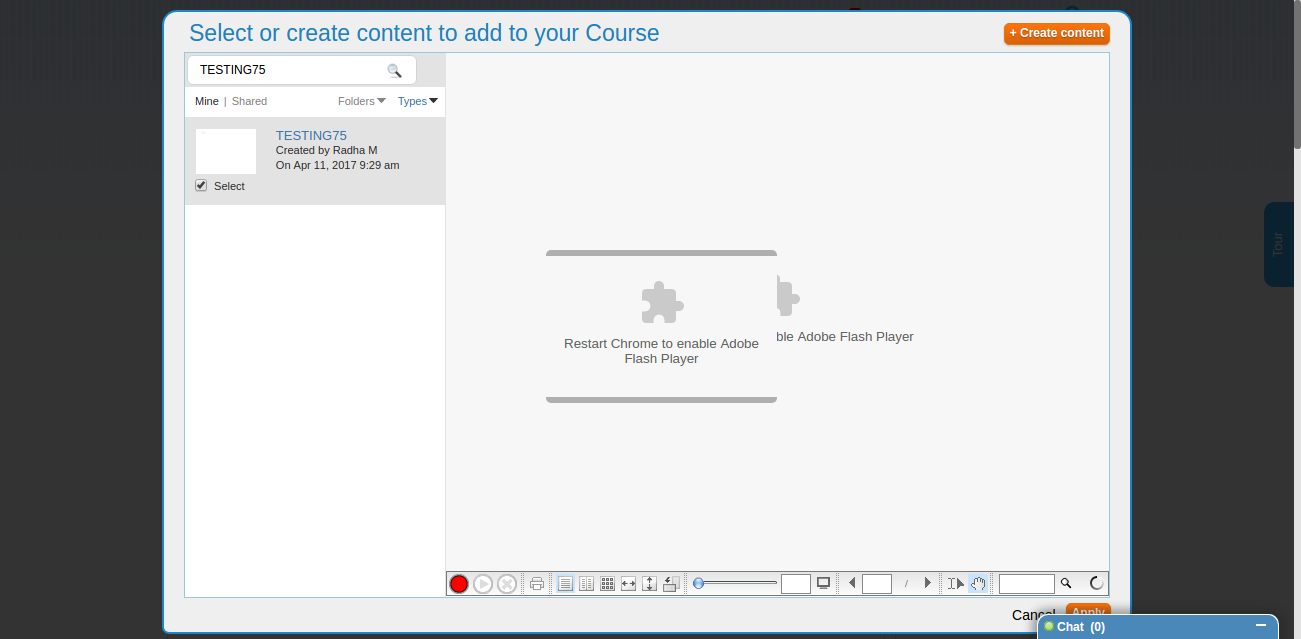 Select or create content to add to your Course
+ Create content
TESTING75
Mine | Shared
Folders
Types
TESTING75
Created by Radha M
On Apr 11, 2017 9:29 am
Select
Restart Chrome to enable Adobe
Flash Player
ble Adobe Flash Player
Tour
/
Cancel
Apply
Chat (0)